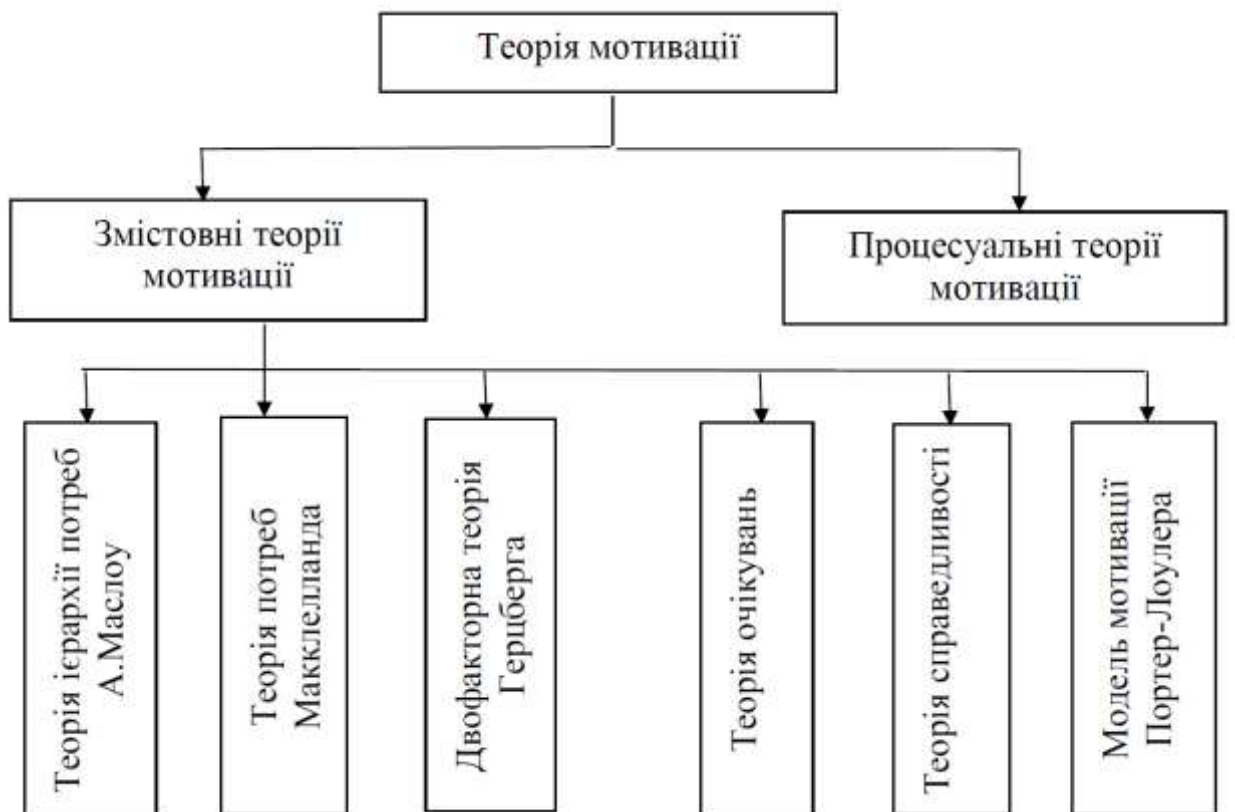 Теорія мотивації
Змістовні теорії
мотивації
Процесуальні теорії
мотивації
Теорія ієрархії потреб
А.Маслоу
Теорія потреб
Макклелланда
Двофакторна теорія
Герцберга
Теорія очікувань
Теорія справедливості
Модель мотивації
Портер-Лоулера